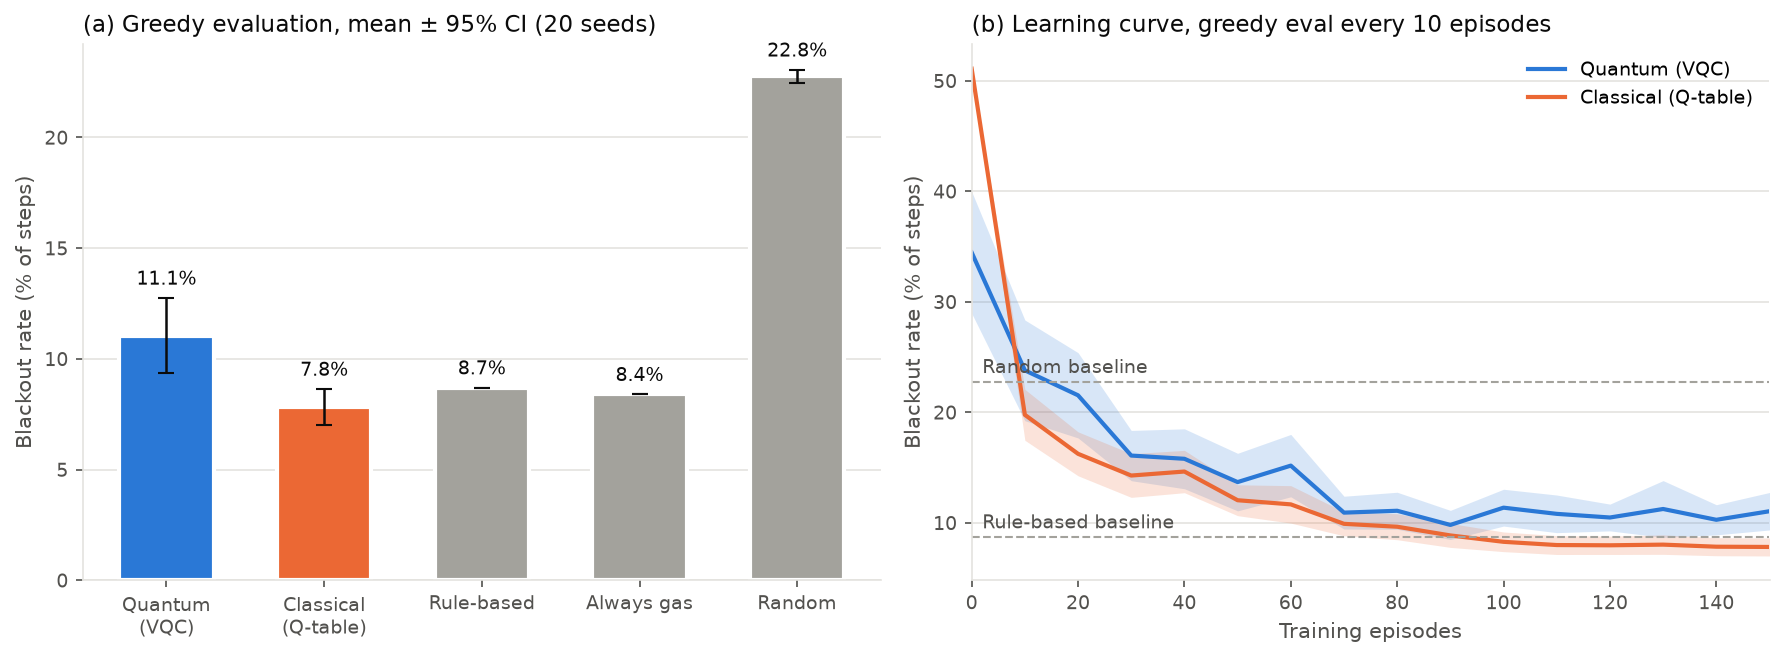 (a) Greedy evaluation, mean ± 95% CI (20 seeds)
Blackout rate (% of steps)
20
15
10
5
0
11.1%
7.8%
8.7%
8.4%
22.8%
Quantum
(VQC)
Classical
(Q-table)
Rule-based
Always gas
Random
(b) Learning curve, greedy eval every 10 episodes
Blackout rate (% of steps)
50
40
30
20
10
Quantum (VQC)
Classical (Q-table)
Random baseline
Rule-based baseline
0
20
40
60
80
100
120
140
Training episodes